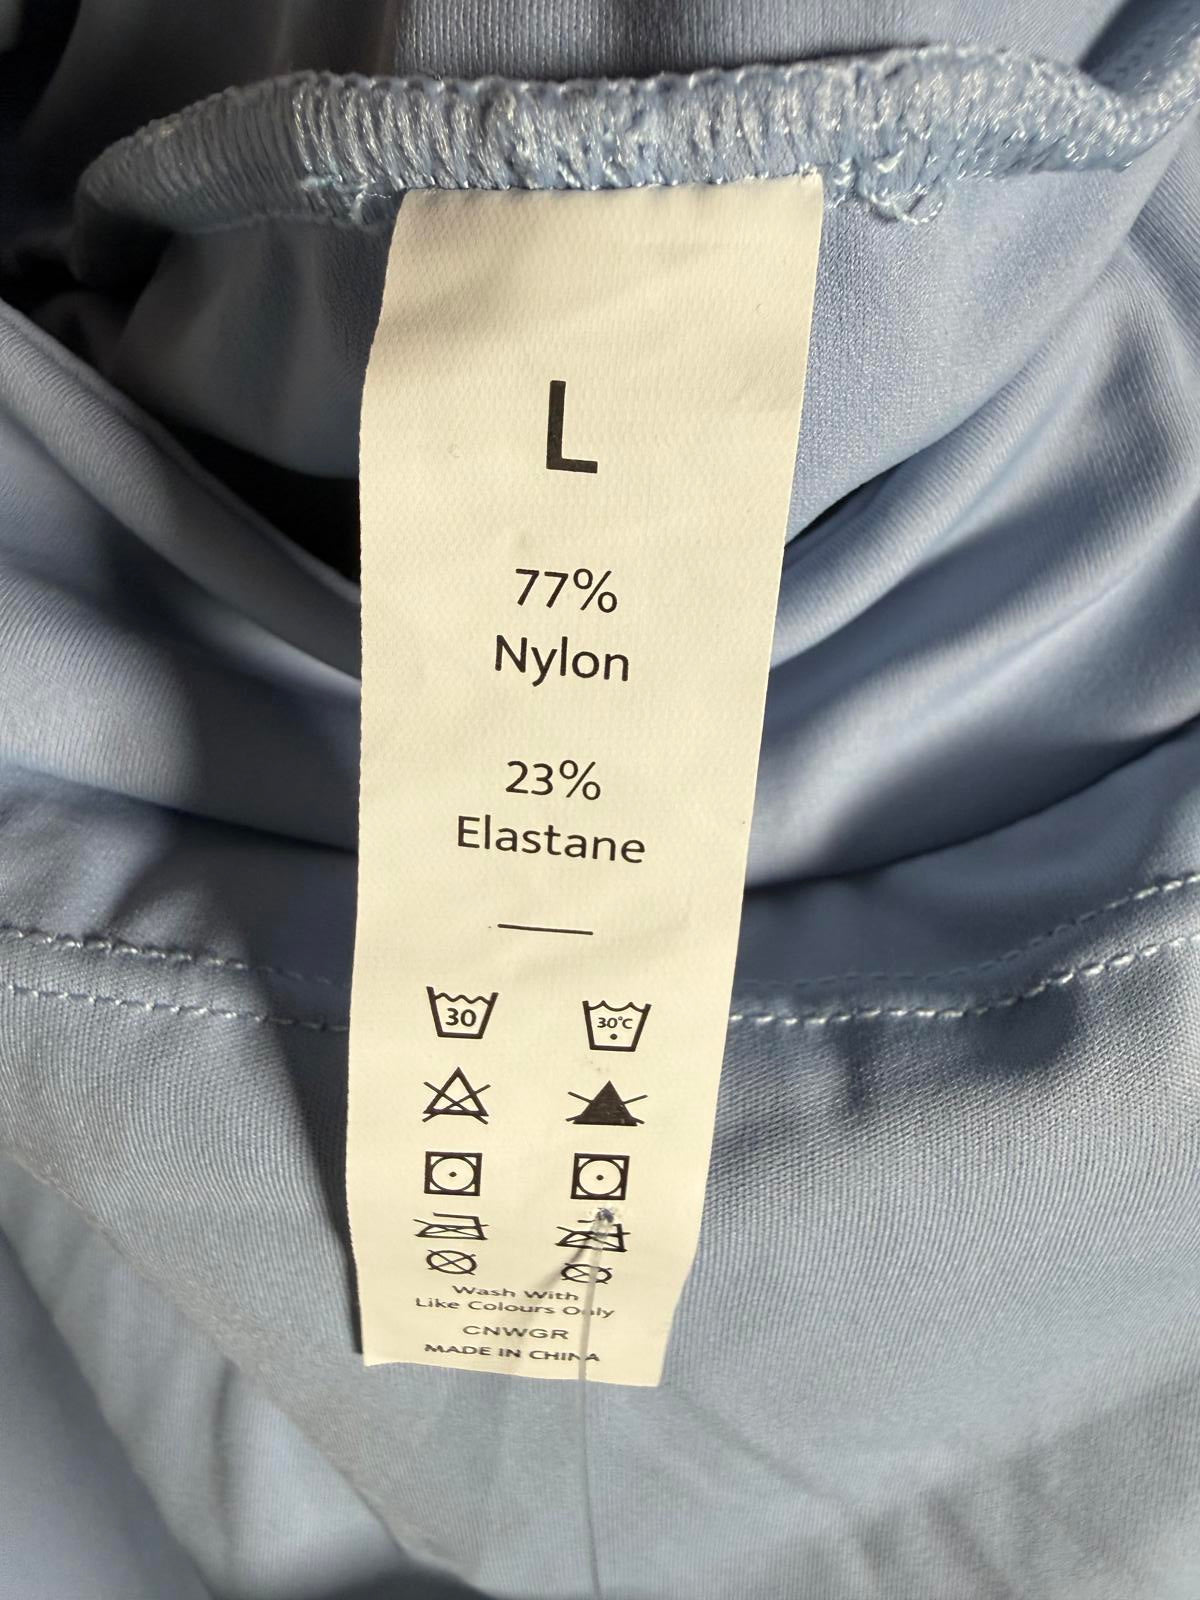 L
77%
Nylon
23%
Elastane
30 30°C
Wash With
Like Colours Only
CNWGR
MADE IN CHINA